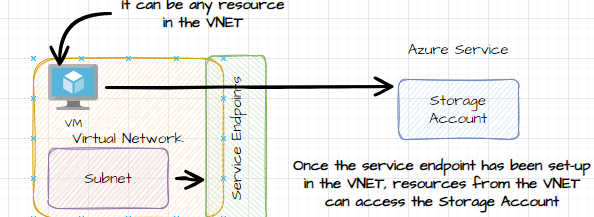 It can be any resource
in the VNET
Azure Service
Storage
Account
VM
Virtual Network
Service Endpoints
Subnet
Once the service endpoint has been set-up
in the VNET, resources from the VNET
can access the Storage Account